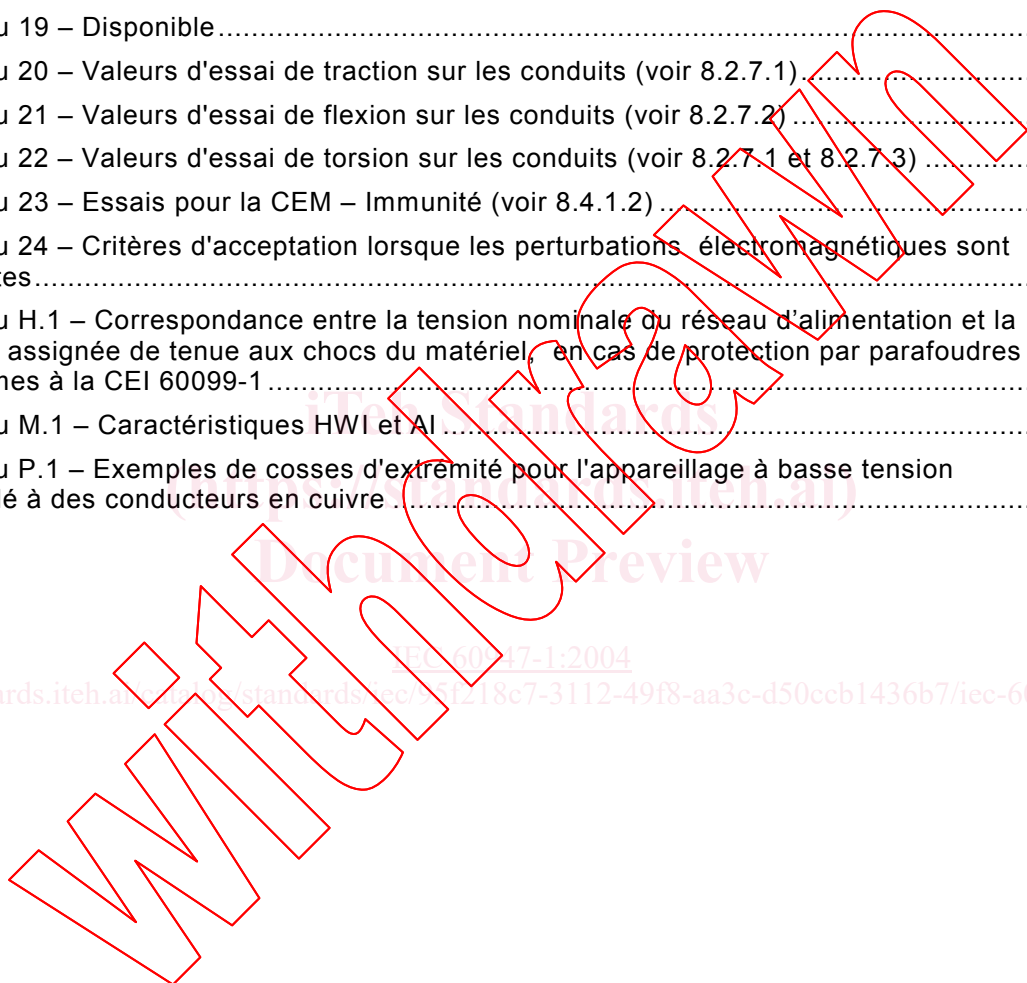 u 19 – Disponible
u 20 – Valeurs d'essai de traction sur les conduits (voir 8.2.7.1)
u 21 – Valeurs d'essai de flexion sur les conduits (voir 8.2.7.2)
u 22 – Valeurs d'essai de torsion sur les conduits (voir 8.2.7.1 et 8.2.7.3)
u 23 – Essais pour la CEM – Immunité (voir 8.4.1.2)
u 24 – Critères d'acceptation lorsque les perturbations électromagnétiques sont
tes
u H.1 – Correspondance entre la tension nominale du réseau d'alimentation et la
assignée de tenue aux chocs du matériel, en cas de protection par parafoudres
nes à la CEI 60099-1
iTeh Standards
u M.1 – Caractéristiques HWI et AI
u P.1 – Exemples de cosses d'extrémité pour l'appareillage à basse tension
(https://standards.iteh.ai)
lé à des conducteurs en cuivre
Document Preview
IEC 60947-1:2004
rds.iteh.ai/catalog/standards/iec/95f218c7-3112-49f8-aa3c-d50ccb1436b7/iec-60
withdrawn